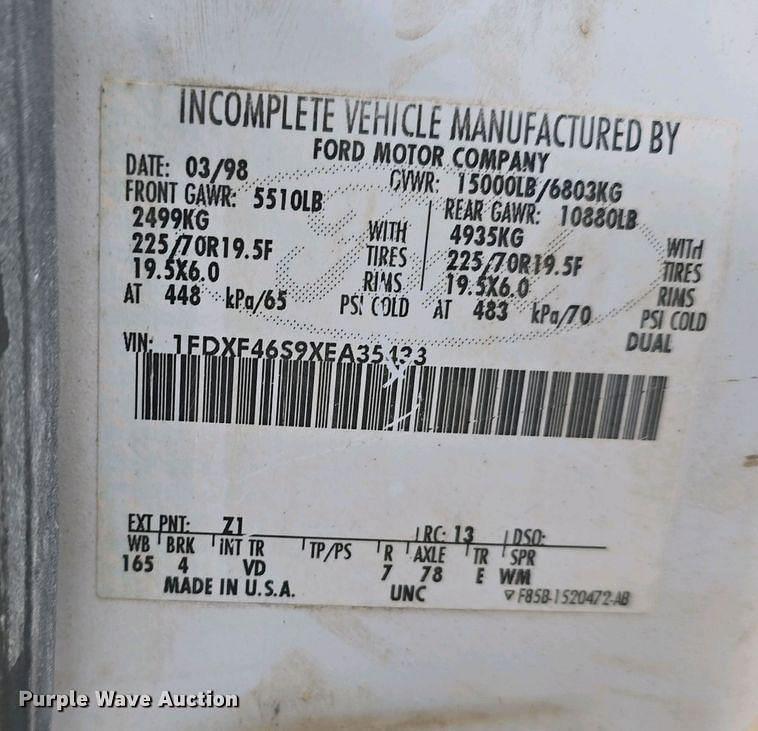 INCOMPLETE VEHICLE MANUFACTURED BY
FORD MOTOR COMPANY
DATE: 03/98 GVWR: 15000LB/6803KG
FRONT GAWR: 5510LB REAR GAWR: 10880LB
2499KG WITH 4935KG WITH
225/70R19.5F TIRES 225/70R19.5F TIRES
19.5X6.0 RIMS 19.5X6.0 RIMS
AT 448 kPa/65 PSI COLD AT 483 kPa/70 PSI COLD
DUAL
VIN: 1FDXF46S9XEA35433
EXT PNT: Z1 RC: 13 DSO:
WB BRK INT TR TP/PS R AXLE TR SPR
165 4 VD 7 78 E WM
MADE IN U.S.A. UNC F85B-1520472-AB
Purple Wave Auction